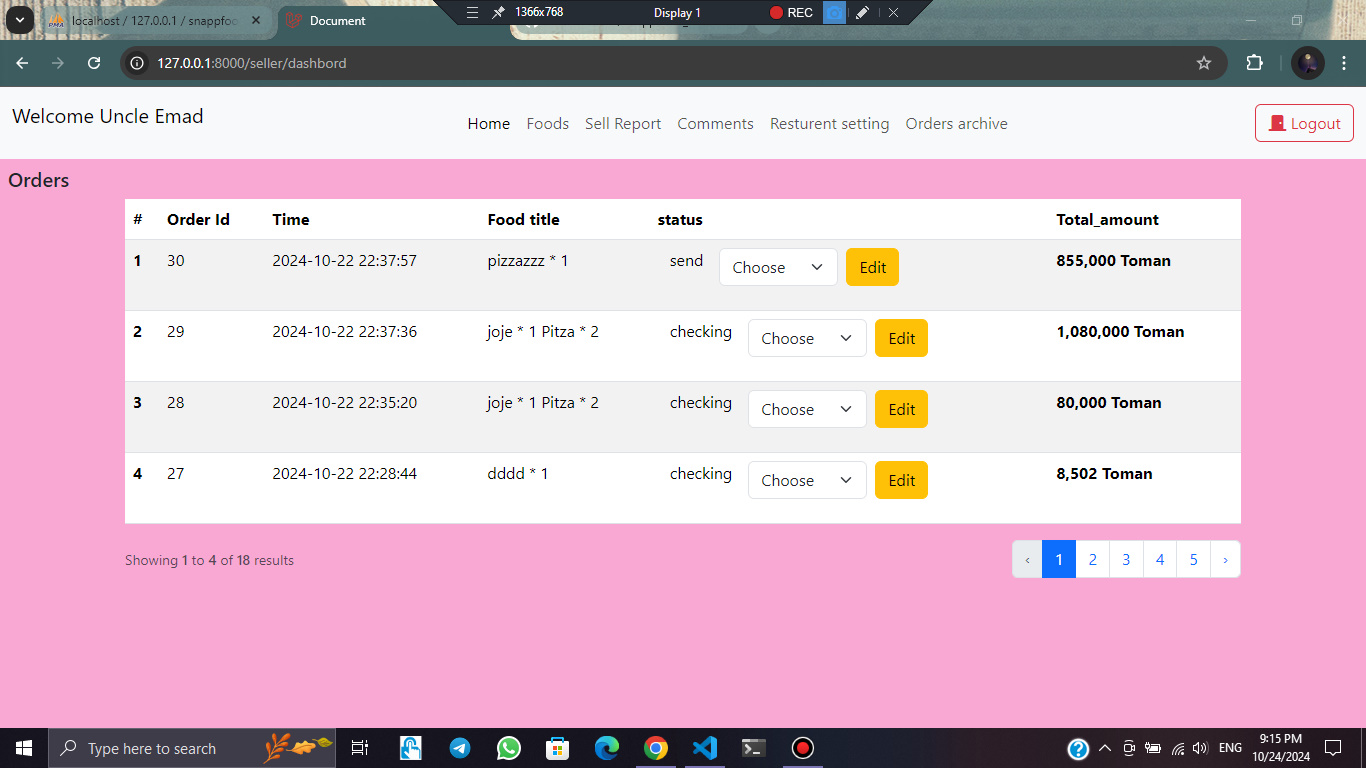 1366x768 Display 1 REC
localhost / 127.0.0.1 / snappfoo Document
127.0.0.1:8000/seller/dashbord
Welcome Uncle Emad Home Foods Sell Report Comments Resturent setting Orders archive Logout
Orders
# Order Id Time Food title status Total_amount
1 30 2024-10-22 22:37:57 pizzazzz * 1 send Choose Edit 855,000 Toman
2 29 2024-10-22 22:37:36 joje * 1 Pitza * 2 checking Choose Edit 1,080,000 Toman
3 28 2024-10-22 22:35:20 joje * 1 Pitza * 2 checking Choose Edit 80,000 Toman
4 27 2024-10-22 22:28:44 dddd * 1 checking Choose Edit 8,502 Toman
Showing 1 to 4 of 18 results ‹ 1 2 3 4 5 ›
Type here to search ENG 9:15 PM
10/24/2024